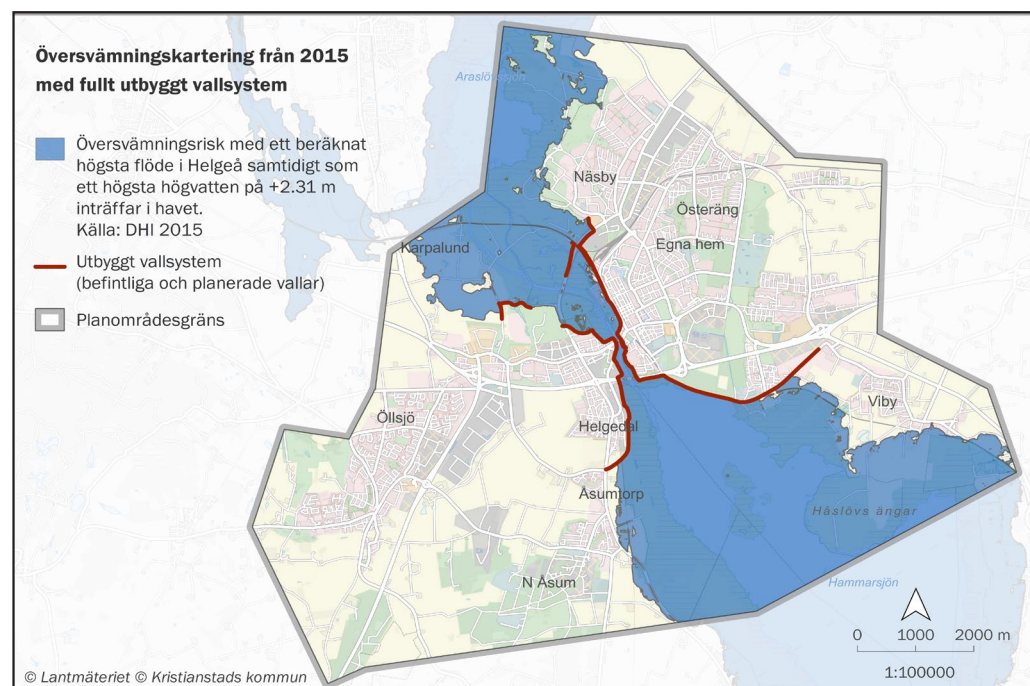 Översvämningskartering från 2015
med fullt utbyggt vallsystem
Översvämningsrisk med ett beräknat
högsta flöde i Helgeå samtidigt som
ett högsta högvatten på +2.31 m
inträffar i havet.
Källa: DHI 2015
Utbyggt vallsystem
(befintliga och planerade vallar)
Planområdesgräns
Araslövssjön
Näsby
Österäng
Karpalund
Egna hem
Viby
Öllsjö
Helgedal
Åsumtorp
Håslövs ängar
N Åsum
Hammarsjön
0 1000 2000 m
1:100000
© Lantmäteriet © Kristianstads kommun